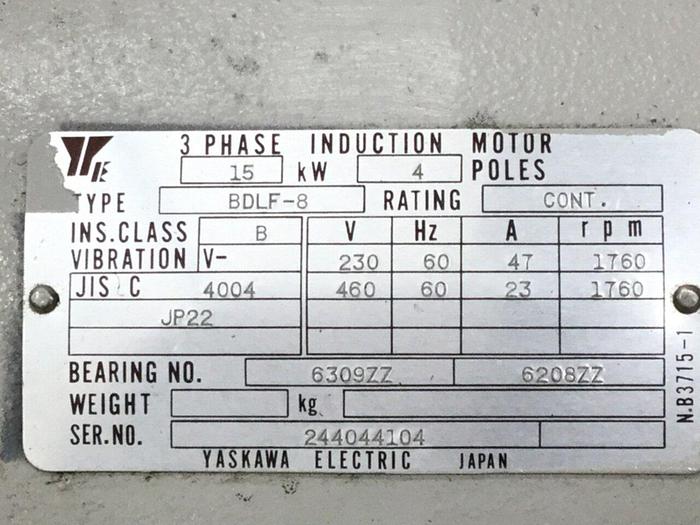 3 PHASE INDUCTION MOTOR
15 kW 4 POLES
TYPE BDLF-8 RATING CONT.
INS.CLASS B V Hz A rpm
VIBRATION V- 230 60 47 1760
JIS C 4004 460 60 23 1760
JP22
BEARING NO. 6309ZZ 6208ZZ
WEIGHT kg
SER.NO. 244044104
YASKAWA ELECTRIC JAPAN
N.B3715-1